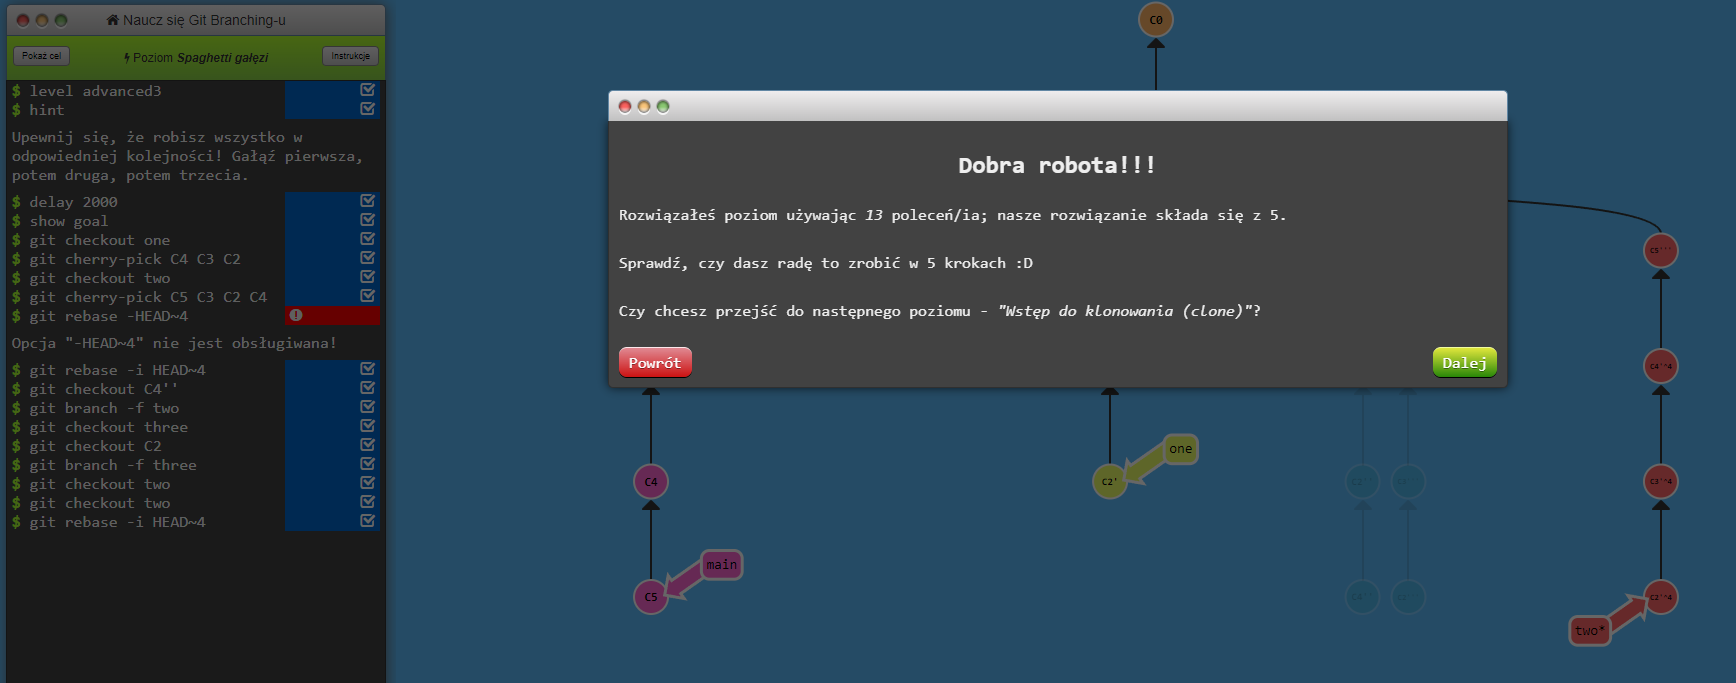 Naucz się Git Branching-u
Pokaż cel
Poziom Spaghetti gałęzi
Instrukcje
$ level advanced3
$ hint
Upewnij się, że robisz wszystko w
odpowiedniej kolejności! Gałąź pierwsza,
potem druga, potem trzecia.
$ delay 2000
$ show goal
$ git checkout one
$ git cherry-pick C4 C3 C2
$ git checkout two
$ git cherry-pick C5 C3 C2 C4
$ git rebase -HEAD~4
Opcja "-HEAD~4" nie jest obsługiwana!
$ git rebase -i HEAD~4
$ git checkout C4''
$ git branch -f two
$ git checkout three
$ git checkout C2
$ git branch -f three
$ git checkout two
$ git checkout two
$ git rebase -i HEAD~4
C0
Dobra robota!!!
Rozwiązałeś poziom używając 13 poleceń/ia; nasze rozwiązanie składa się z 5.
Sprawdź, czy dasz radę to zrobić w 5 krokach :D
Czy chcesz przejść do następnego poziomu - "Wstęp do klonowania (clone)"?
Powrót
Dalej
C5'''
C4'^4
one
C4
C2'
C3'^4
main
C5
C2'^4
two*